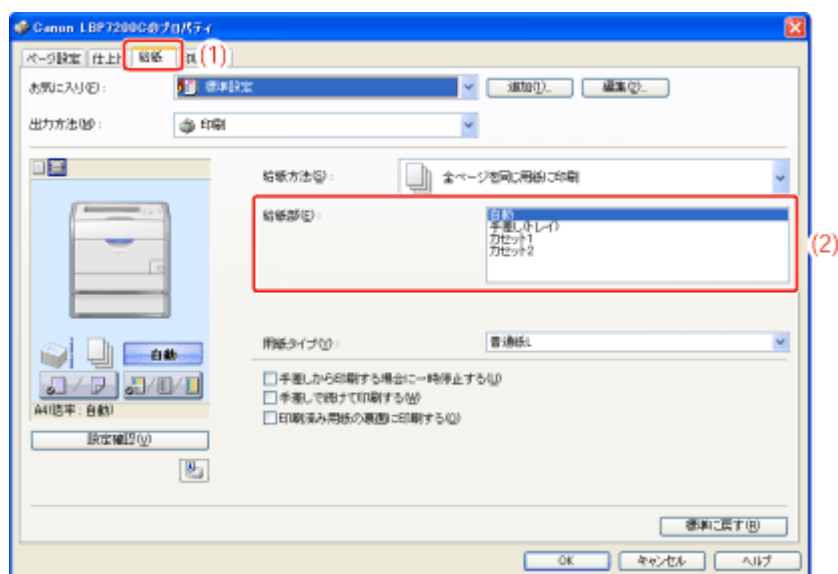 Canon LBP7200Cのプロパティ
ページ設定 仕上げ 給紙 (1)
お気に入り(E): 標準設定 追加(1)... 編集(2)...
出力方法(W): 印刷
給紙方法(S): 全ページを同じ用紙に印刷
給紙部(E):
自動
手差し(トレイ)
カセット1
カセット2
(2)
自動
用紙タイプ(Y): 普通紙L
手差しから印刷する場合に一時停止する(U)
手差しで続けて印刷する(W)
印刷済み用紙の裏面に印刷する(Q)
A4(倍率：自動)
設定確認(V)
標準に戻す(R)
OK キャンセル ヘルプ